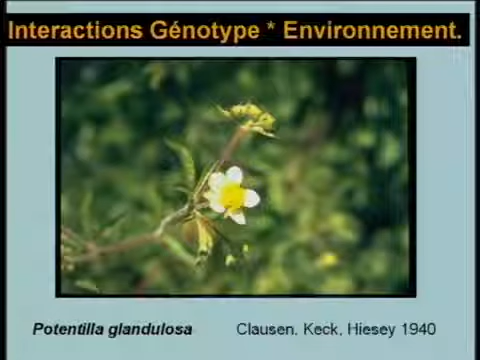 Interactions Génotype * Environnement.
Potentilla glandulosa
Clausen, Keck, Hiesey 1940